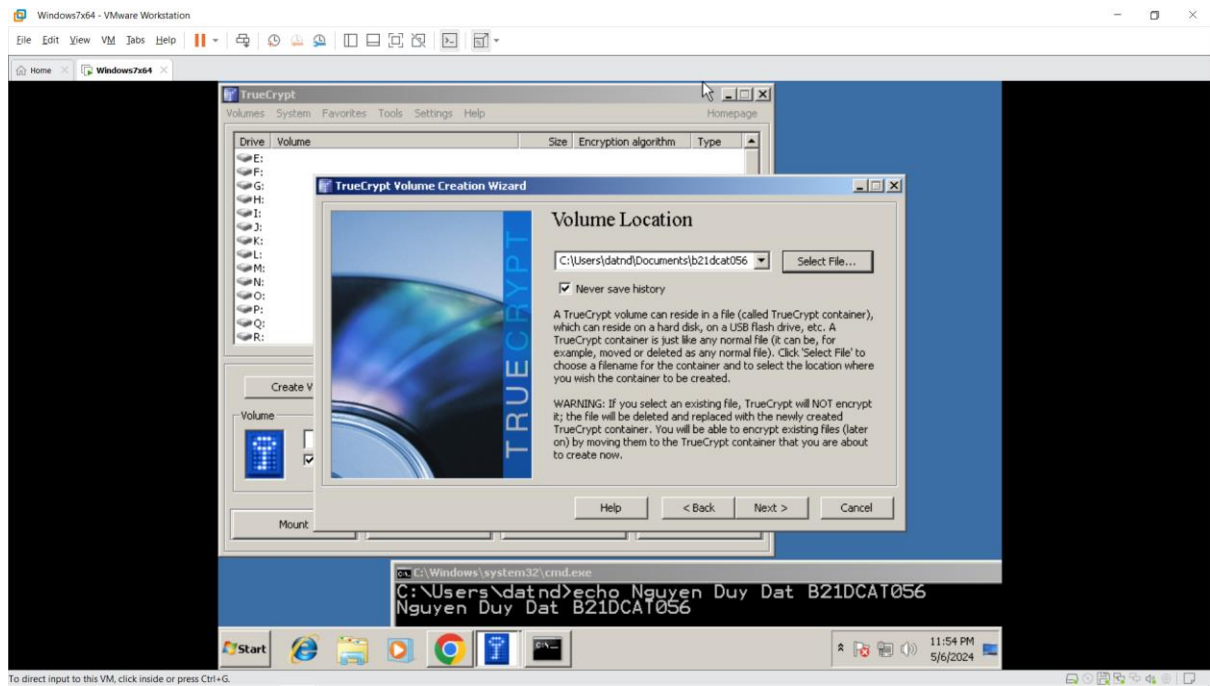 Windows7x64 - VMware Workstation
File Edit View VM Tabs Help
Home Windows7x64
TrueCrypt
Volumes System Favorites Tools Settings Help Homepage
Drive Volume Size Encryption algorithm Type
E:
F:
G:
H:
I:
J:
K:
L:
M:
N:
O:
P:
Q:
R:
Create V
Volume
Mount
TrueCrypt Volume Creation Wizard
TRUECRYPT
Volume Location
C:\Users\datnd\Documents\b21dcat056 Select File...
Never save history
A TrueCrypt volume can reside in a file (called TrueCrypt container),
which can reside on a hard disk, on a USB flash drive, etc. A
TrueCrypt container is just like any normal file (it can be, for
example, moved or deleted as any normal file). Click 'Select File' to
choose a filename for the container and to select the location where
you wish the container to be created.
WARNING: If you select an existing file, TrueCrypt will NOT encrypt
it; the file will be deleted and replaced with the newly created
TrueCrypt container. You will be able to encrypt existing files (later
on) by moving them to the TrueCrypt container that you are about
to create now.
Help < Back Next > Cancel
C:\Windows\system32\cmd.exe
C:\Users\datnd>echo Nguyen Duy Dat B21DCAT056
Nguyen Duy Dat B21DCAT056
Start
11:54 PM
5/6/2024
To direct input to this VM, click inside or press Ctrl+G.